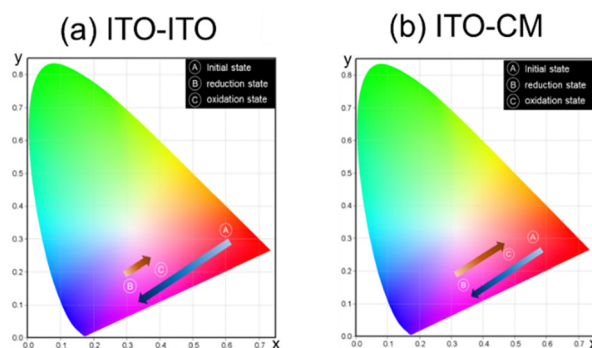 (a) ITO-ITO
y
Ⓐ Initial state
Ⓑ reduction state
Ⓒ oxidation state
0.8
0.7
0.6
0.5
0.4
0.3
0.2
0.1
0.0
A
C
B
0.0 0.1 0.2 0.3 0.4 0.5 0.6 0.7 x
(b) ITO-CM
y
Ⓐ Initial state
Ⓑ reduction state
Ⓒ oxidation state
0.8
0.7
0.6
0.5
0.4
0.3
0.2
0.1
0.0
A
C
B
0.0 0.1 0.2 0.3 0.4 0.5 0.6 0.7 x